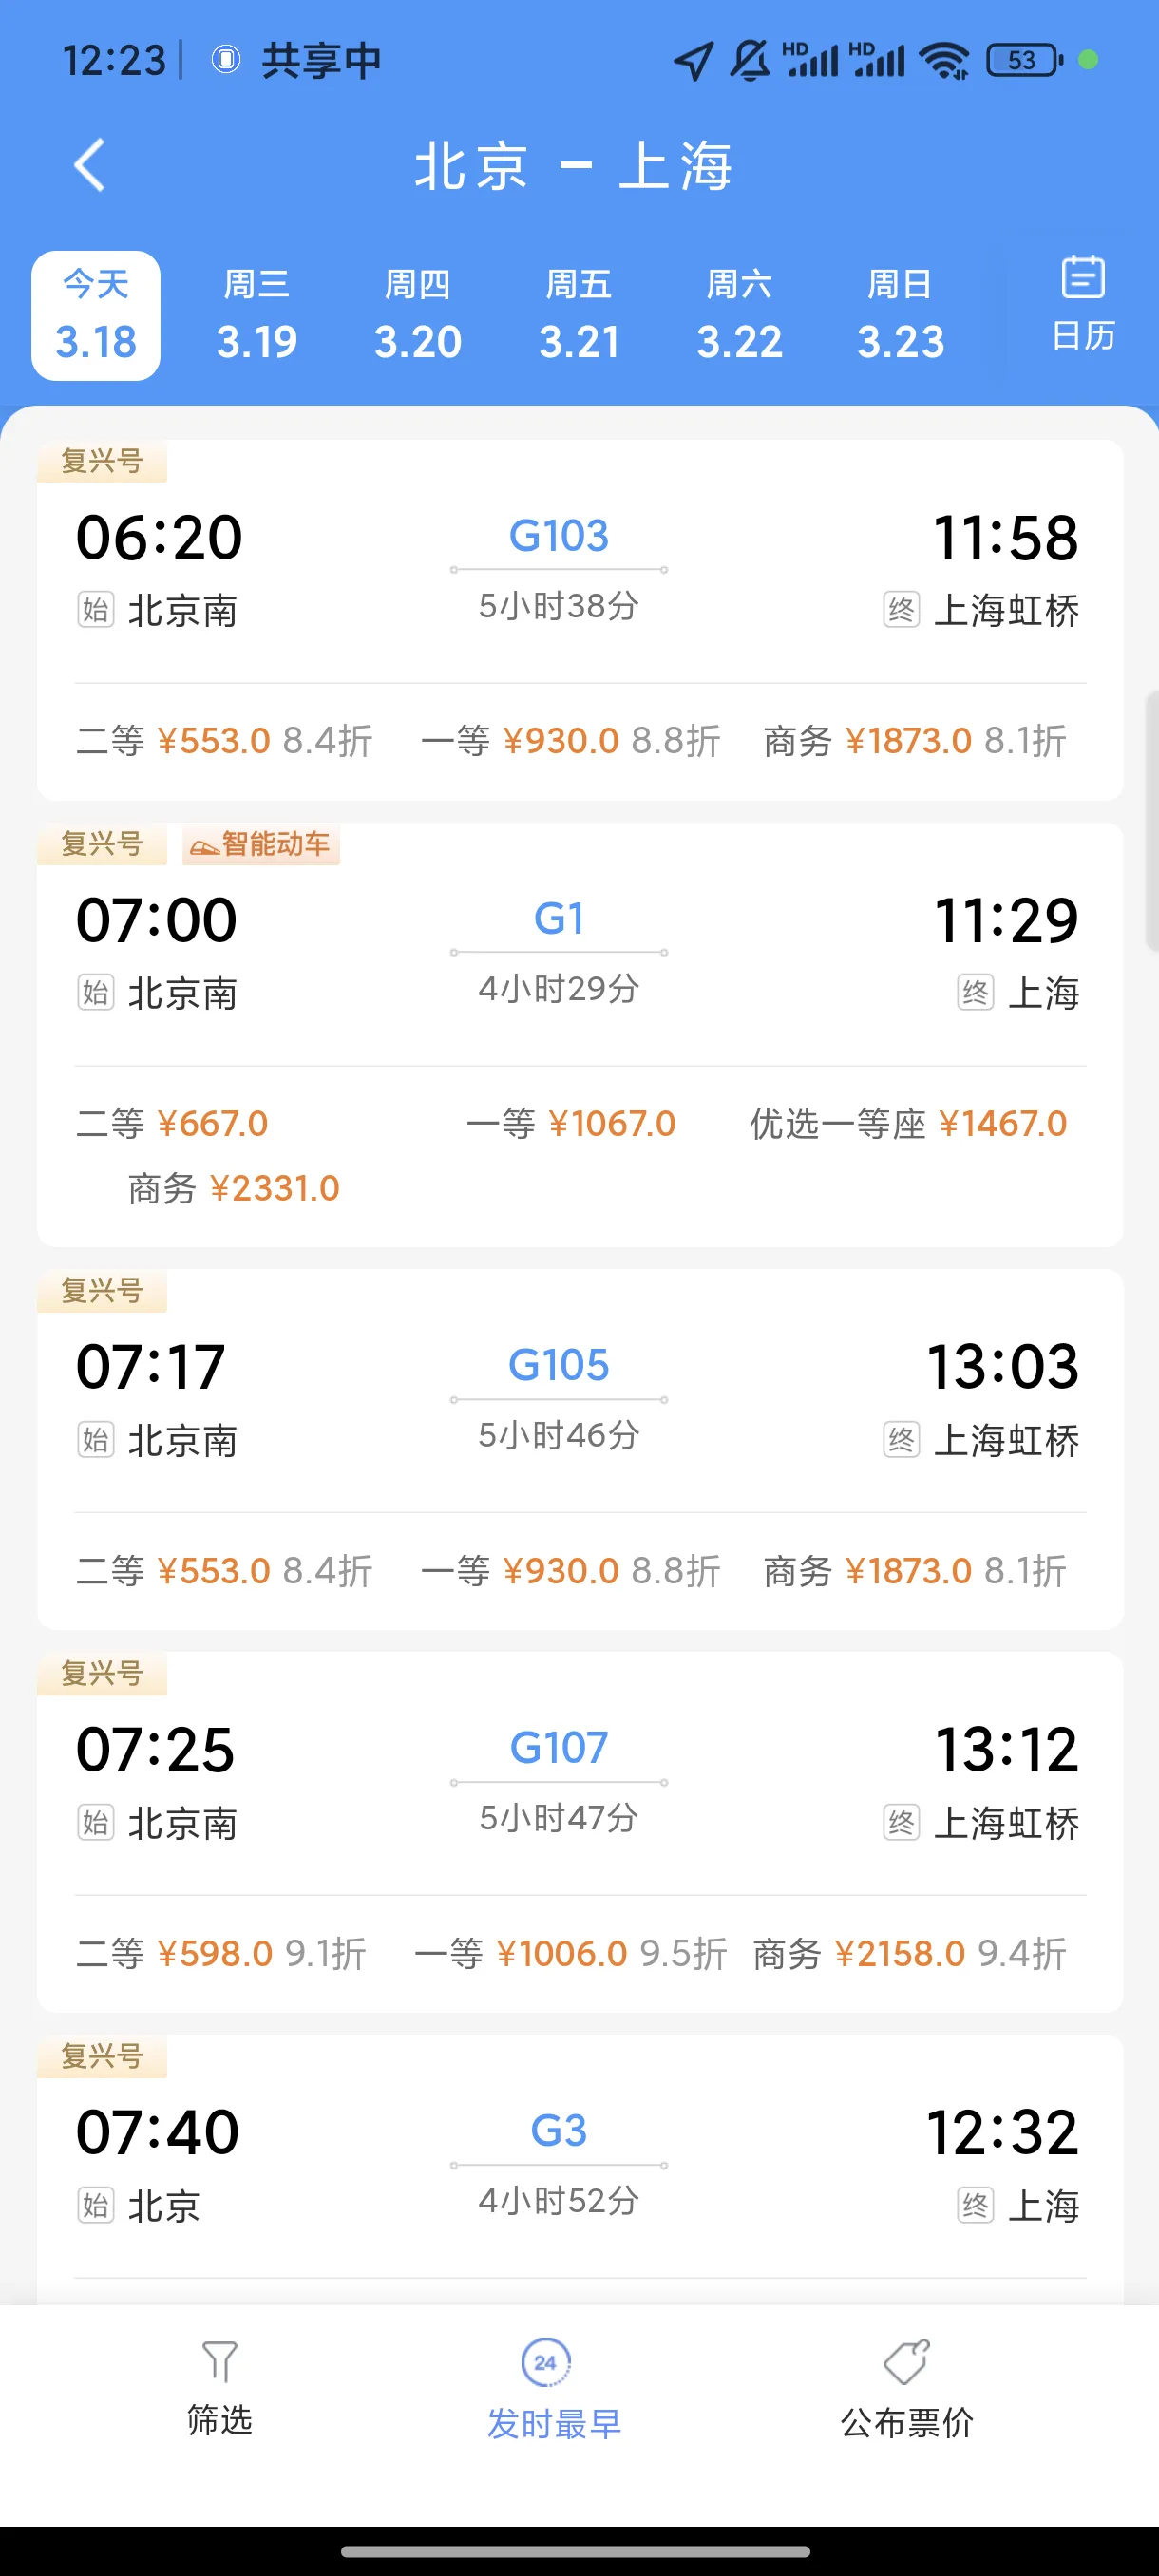 12:23 共享中 HD HD 53
北京 – 上海
今天 周三 周四 周五 周六 周日
3.18 3.19 3.20 3.21 3.22 3.23 日历
复兴号
06:20 G103 11:58
始 北京南 5小时38分 终 上海虹桥
二等 ¥553.0 8.4折 一等 ¥930.0 8.8折 商务 ¥1873.0 8.1折
复兴号 智能动车
07:00 G1 11:29
始 北京南 4小时29分 终 上海
二等 ¥667.0 一等 ¥1067.0 优选一等座 ¥1467.0
商务 ¥2331.0
复兴号
07:17 G105 13:03
始 北京南 5小时46分 终 上海虹桥
二等 ¥553.0 8.4折 一等 ¥930.0 8.8折 商务 ¥1873.0 8.1折
复兴号
07:25 G107 13:12
始 北京南 5小时47分 终 上海虹桥
二等 ¥598.0 9.1折 一等 ¥1006.0 9.5折 商务 ¥2158.0 9.4折
复兴号
07:40 G3 12:32
始 北京 4小时52分 终 上海
24
筛选 发时最早 公布票价